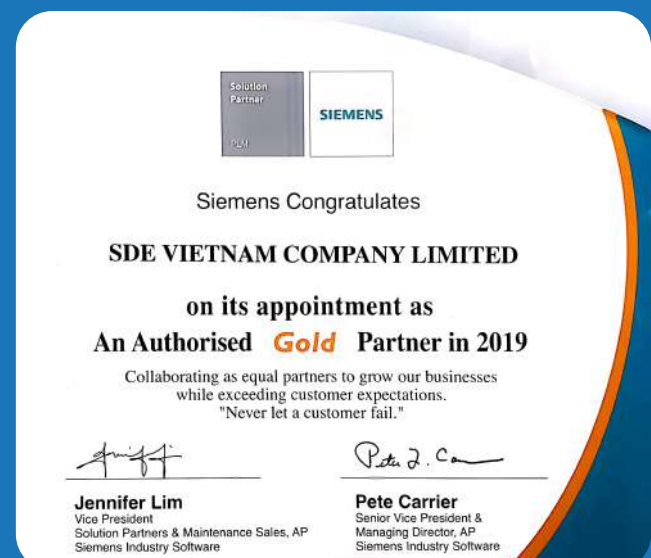 Solution
Partner
PLM
SIEMENS
Siemens Congratulates
SDE VIETNAM COMPANY LIMITED
on its appointment as
An Authorised Gold Partner in 2019
Collaborating as equal partners to grow our businesses
while exceeding customer expectations.
"Never let a customer fail."
Jennifer Lim
Vice President
Solution Partners & Maintenance Sales, AP
Siemens Industry Software
Pete Carrier
Senior Vice President &
Managing Director, AP
Siemens Industry Software